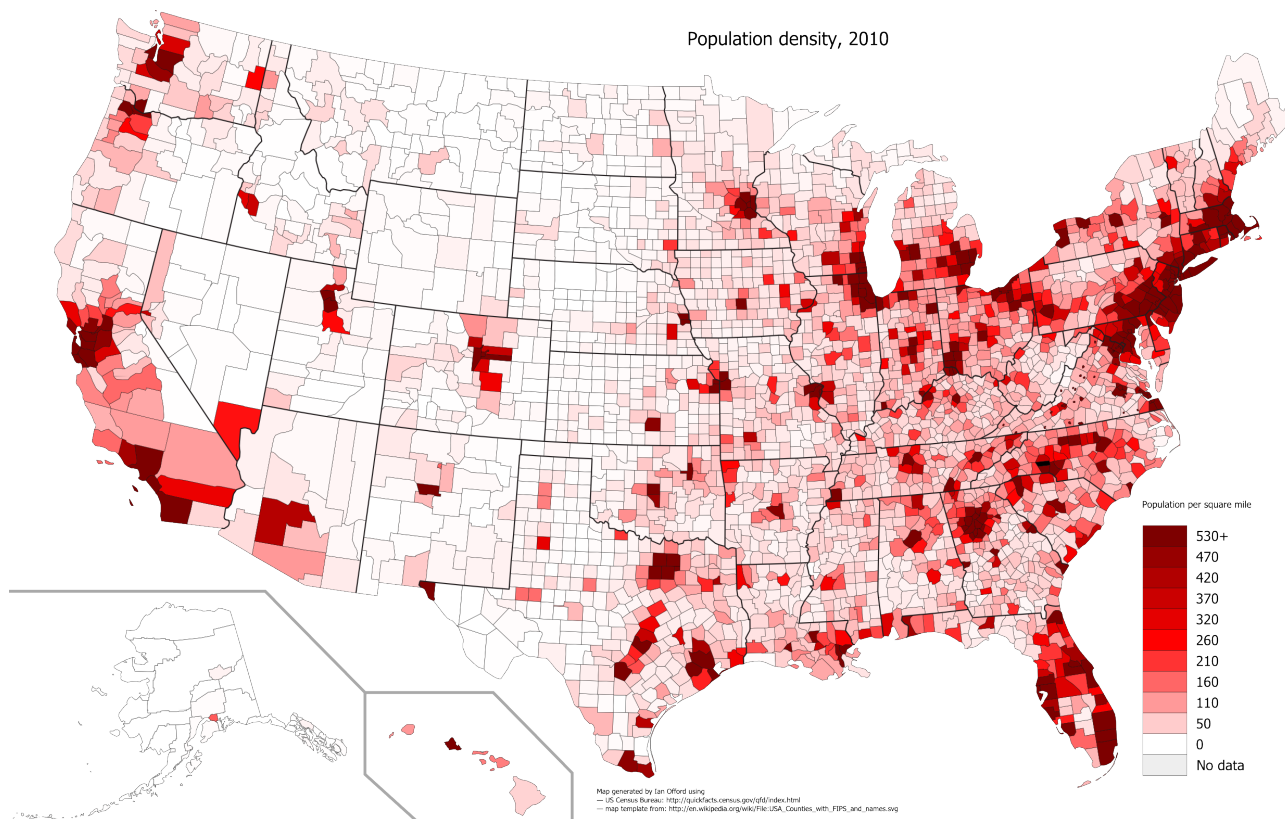 Population density, 2010
Population per square mile
530+
470
420
370
320
260
210
160
110
50
0
No data
Map generated by Ian Offord using
— US Census Bureau: http://quickfacts.census.gov/qfd/index.html
— map template from: http://en.wikipedia.org/wiki/File:USA_Counties_with_FIPS_and_names.svg